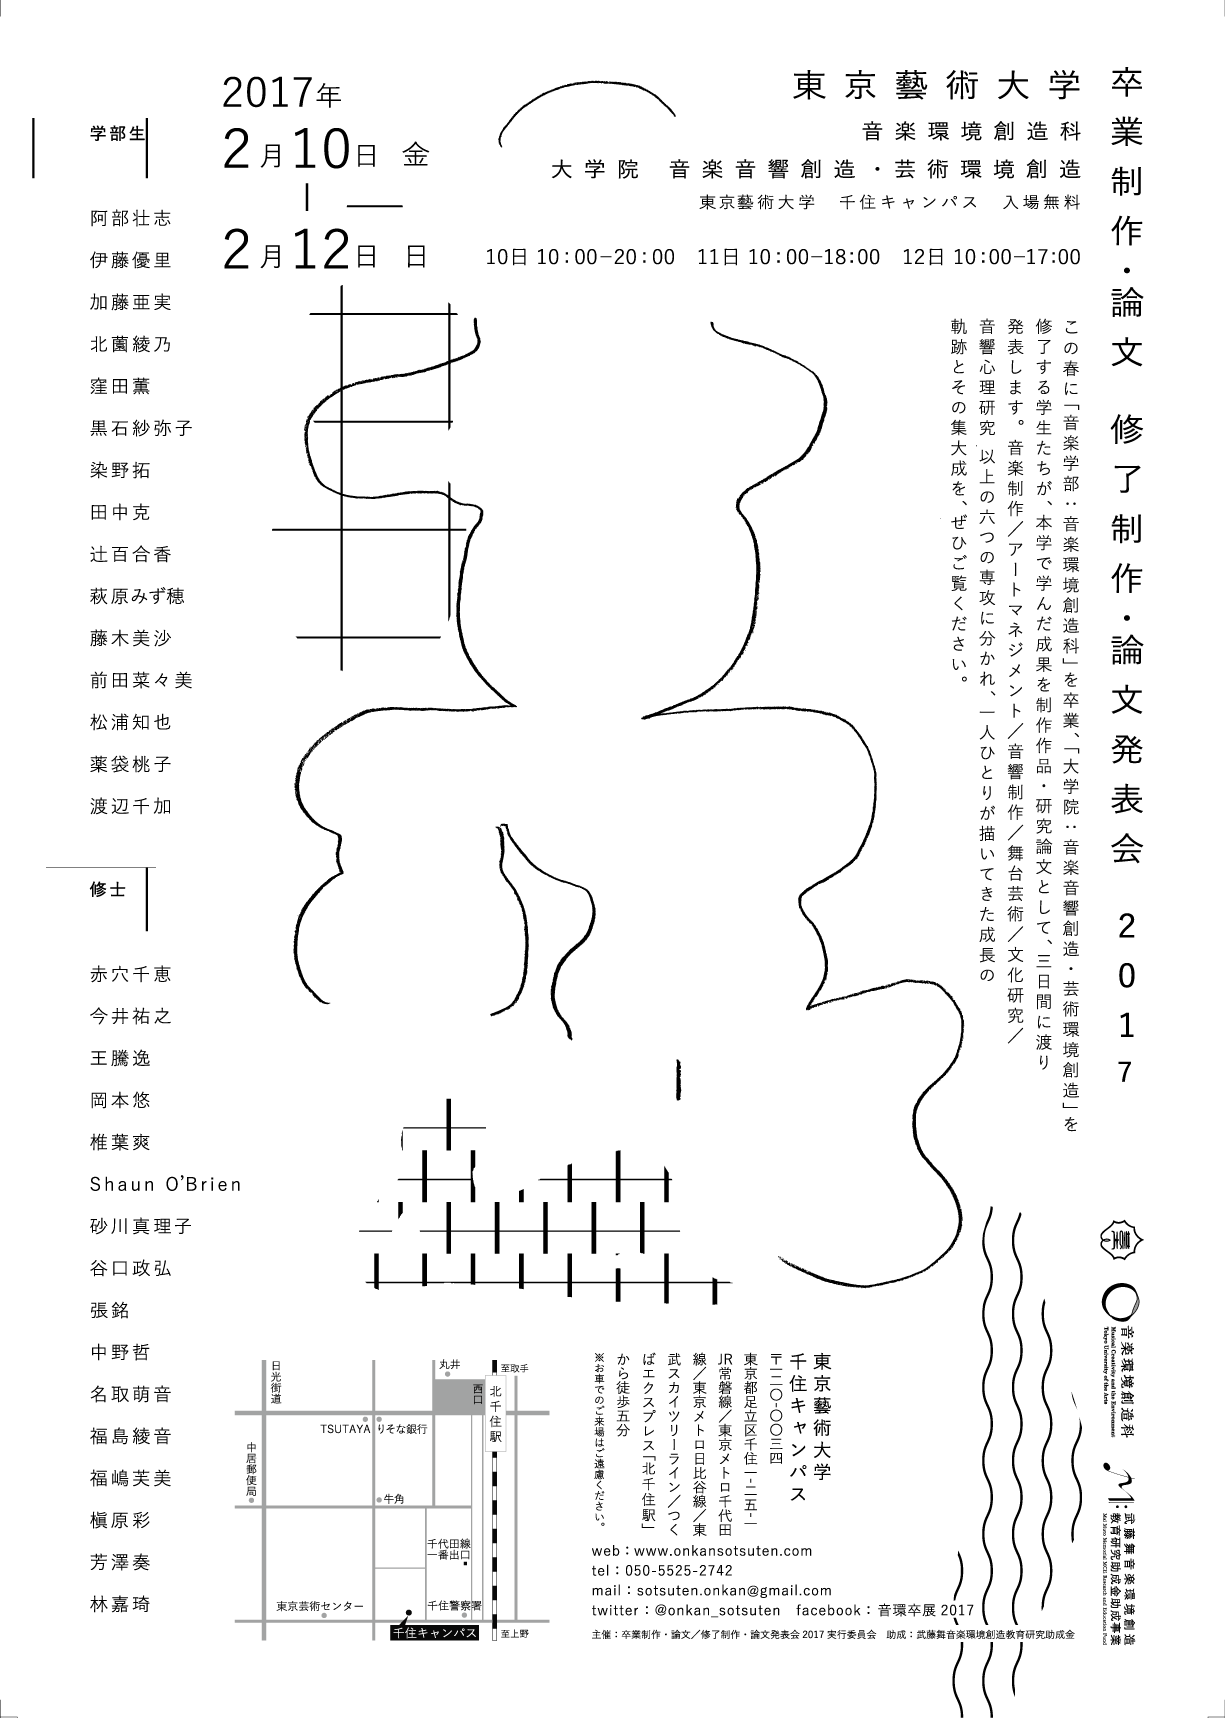 卒業制作・論文　修了制作・論文発表会　2017
東京藝術大学
音楽環境創造科
大学院　音楽音響創造・芸術環境創造
東京藝術大学　千住キャンパス　入場無料
2017年
2月10日 金
2月12日 日
10日 10:00–20:00　11日 10:00–18:00　12日 10:00–17:00
この春に「音楽学部：音楽環境創造科」を卒業、「大学院：音楽音響創造・芸術環境創造」を
修了する学生たちが、本学で学んだ成果を制作作品・研究論文として、三日間に渡り
発表します。音楽制作／アートマネジメント／音響制作／舞台芸術／文化研究／
音響心理研究、以上の六つの専攻に分かれ、一人ひとりが描いてきた成長の
軌跡とその集大成を、ぜひご覧ください。
学部生
阿部壮志
伊藤優里
加藤亜実
北薗綾乃
窪田薫
黒石紗弥子
染野拓
田中克
辻百合香
萩原みず穂
藤木美沙
前田菜々美
松浦知也
薬袋桃子
渡辺千加
修士
赤穴千恵
今井祐之
王騰逸
岡本悠
椎葉爽
Shaun O'Brien
砂川真理子
谷口政弘
張銘
中野哲
名取萌音
福島綾音
福嶋芙美
槇原彩
芳澤奏
林嘉琦
日光街道
丸井
至取手
西口
北千住駅
TSUTAYA
りそな銀行
中居郵便局
牛角
千代田線
一番出口
東京芸術センター
千住警察署
千住キャンパス
至上野
東京藝術大学
千住キャンパス
〒一二〇-〇〇三四
東京都足立区千住一-二五-一
JR常磐線／東京メトロ千代田
線／東京メトロ日比谷線／東
武スカイツリーライン／つく
ばエクスプレス「北千住駅」
から徒歩五分
※お車でのご来場はご遠慮ください。
web：www.onkansotsuten.com
tel：050-5525-2742
mail：sotsuten.onkan@gmail.com
twitter：@onkan_sotsuten　facebook：音環卒展 2017
主催：卒業制作・論文／修了制作・論文発表会 2017 実行委員会　助成：武藤舞音楽環境創造教育研究助成金
音楽環境創造科
Musical Creativity and the Environment
Tokyo University of the Arts
武藤舞音楽環境創造
教育研究助成金助成事業